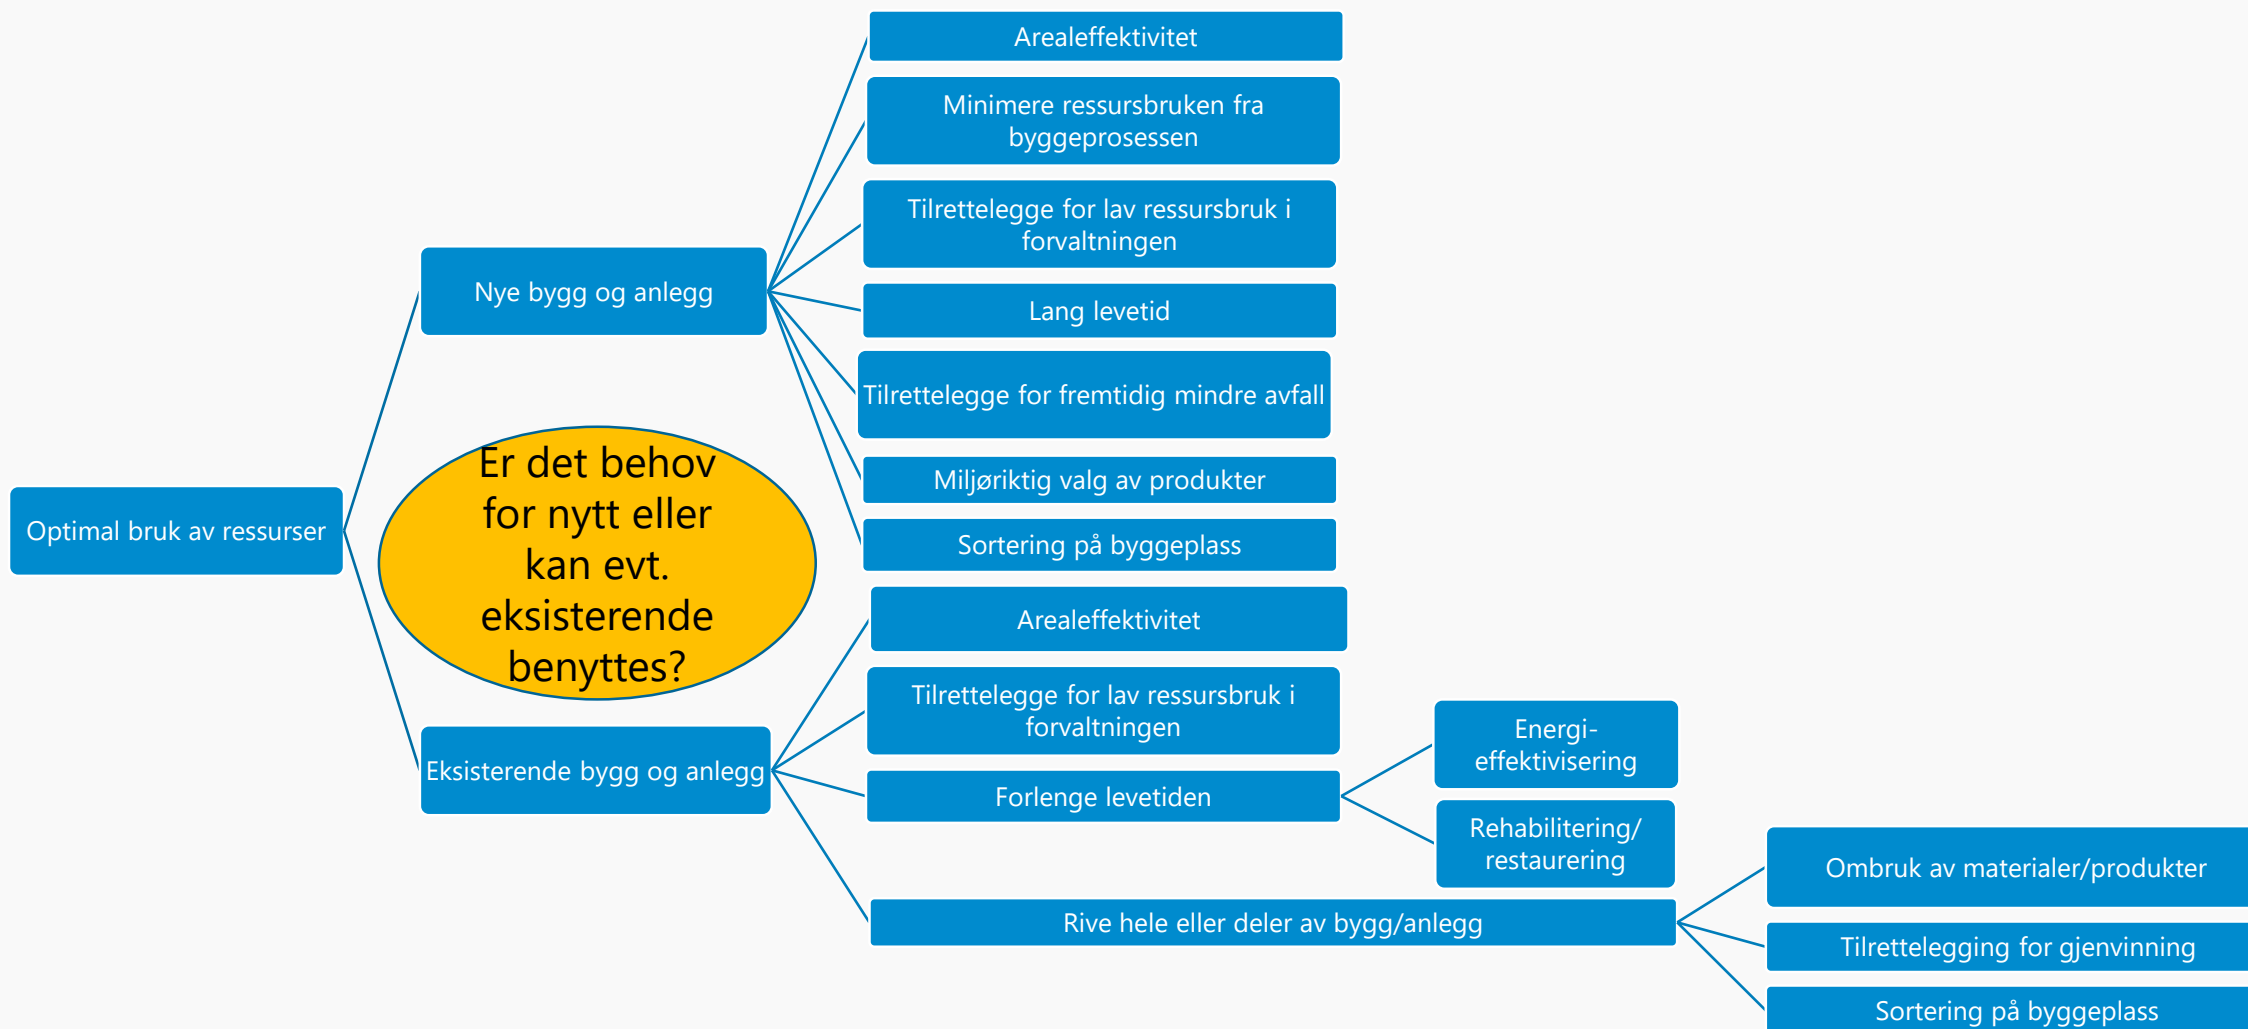 Arealeffektivitet
Minimere ressursbruken fra
byggeprosessen
Tilrettelegge for lav ressursbruk i
forvaltningen
Nye bygg og anlegg
Lang levetid
Tilrettelegge for fremtidig mindre avfall
Miljøriktig valg av produkter
Sortering på byggeplass
Optimal bruk av ressurser
Er det behov
for nytt eller
kan evt.
eksisterende
benyttes?
Arealeffektivitet
Tilrettelegge for lav ressursbruk i
forvaltningen
Eksisterende bygg og anlegg
Forlenge levetiden
Energi-
effektivisering
Rehabilitering/
restaurering
Rive hele eller deler av bygg/anlegg
Ombruk av materialer/produkter
Tilrettelegging for gjenvinning
Sortering på byggeplass